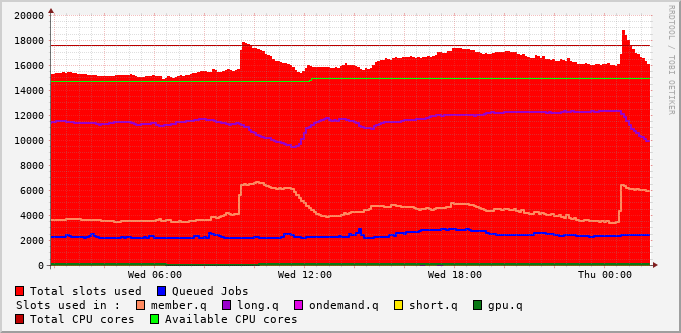 RRDTOOL / TOBI OETIKER
20000
18000
16000
14000
12000
10000
8000
6000
4000
2000
0
Wed 06:00 Wed 12:00 Wed 18:00 Thu 00:00
Total slots used Queued Jobs
Slots used in : member.q long.q ondemand.q short.q gpu.q
Total CPU cores Available CPU cores